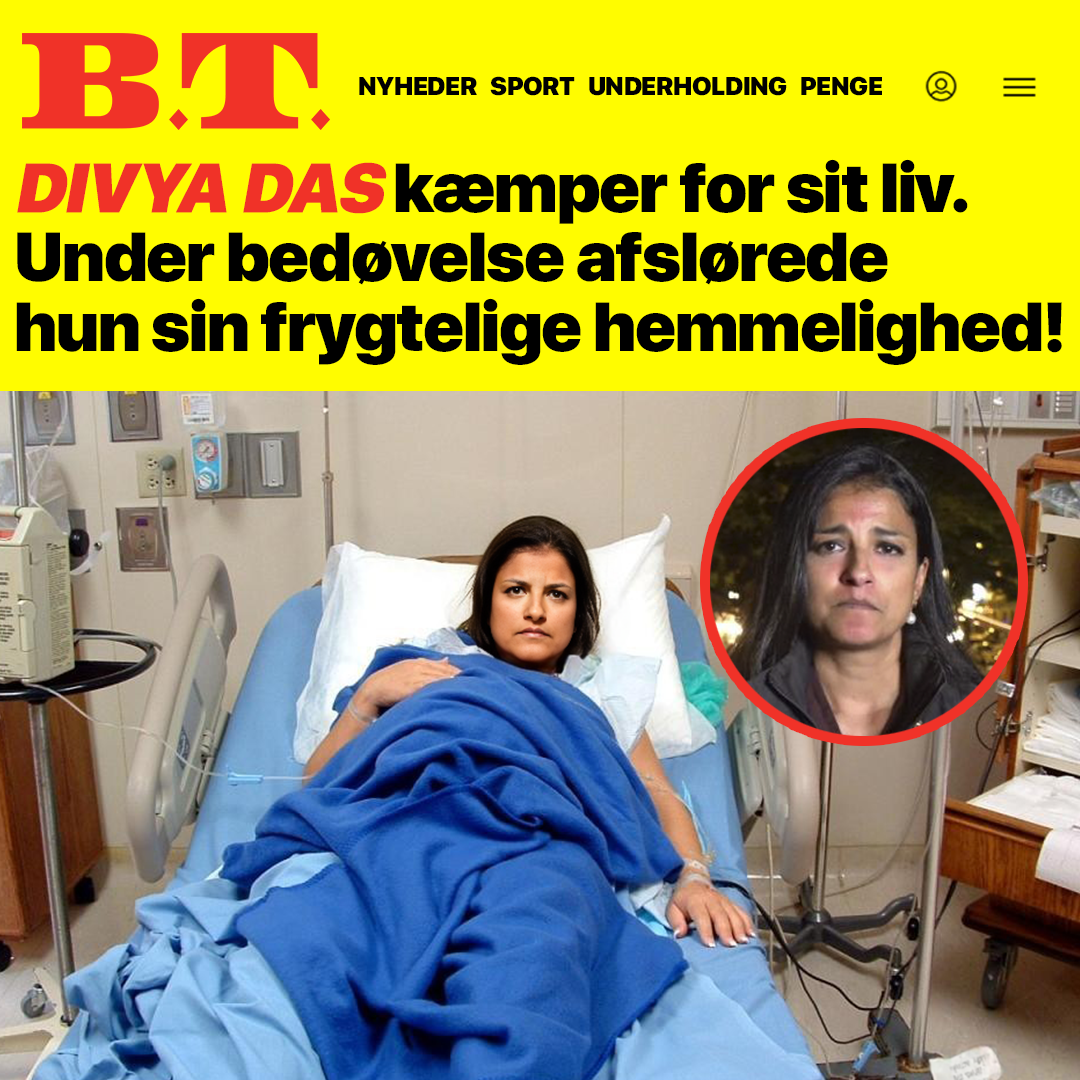 B.T.
NYHEDER SPORT UNDERHOLDING PENGE
DIVYA DAS kæmper for sit liv.
Under bedøvelse afslørede
hun sin frygtelige hemmelighed!